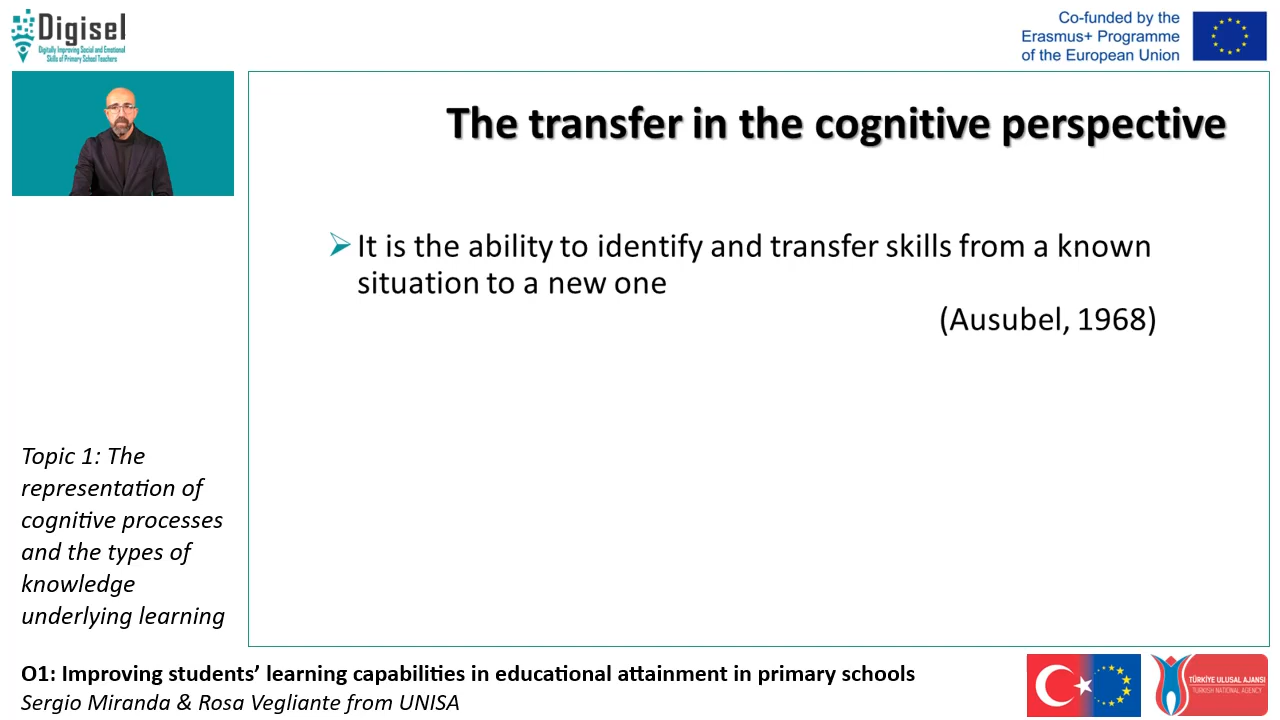 Digisel
Digitally Improving Social and Emotional
Skills of Primary School Teachers
Co-funded by the
Erasmus+ Programme
of the European Union
The transfer in the cognitive perspective
It is the ability to identify and transfer skills from a known
situation to a new one
(Ausubel, 1968)
Topic 1: The
representation of
cognitive processes
and the types of
knowledge
underlying learning
O1: Improving students’ learning capabilities in educational attainment in primary schools
Sergio Miranda & Rosa Vegliante from UNISA
TÜRKİYE ULUSAL AJANSI
TURKISH NATIONAL AGENCY